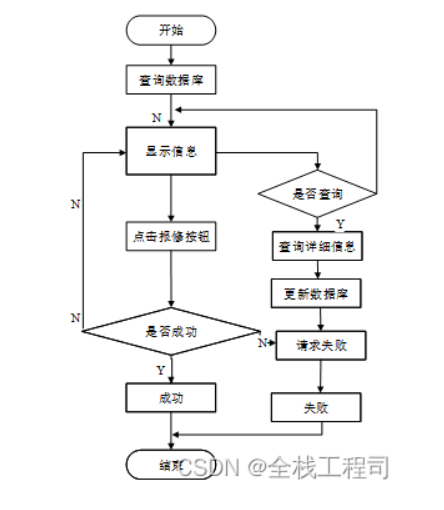 开始
查询数据库
N
显示信息
是否查询
N
Y
点击报修按钮
查询详细信息
更新数据库
N
是否成功
N
请求失败
Y
成功
失败
结束
CSDN @全栈工程司